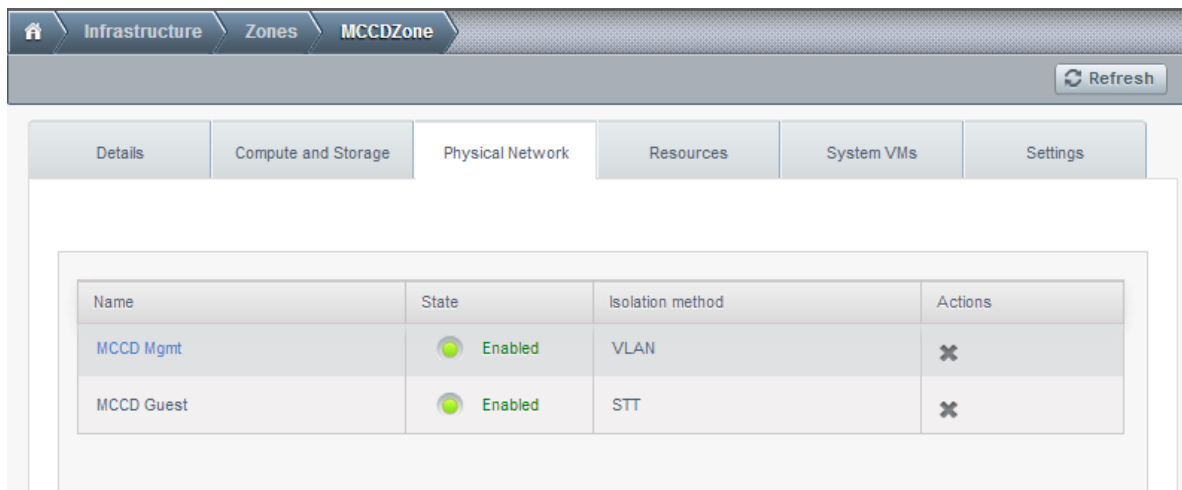 Infrastructure Zones MCCDZone
Refresh
Details Compute and Storage Physical Network Resources System VMs Settings
Name State Isolation method Actions
MCCD Mgmt Enabled VLAN
MCCD Guest Enabled STT